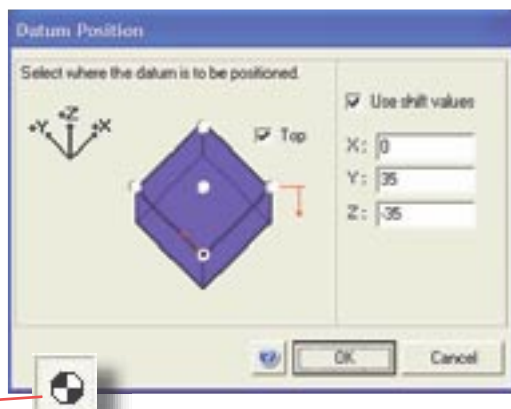 Datum Position
Select where the datum is to be positioned.
+Y +Z +X
Top
Use shift values
X: 0
Y: 35
Z: -35
OK
Cancel